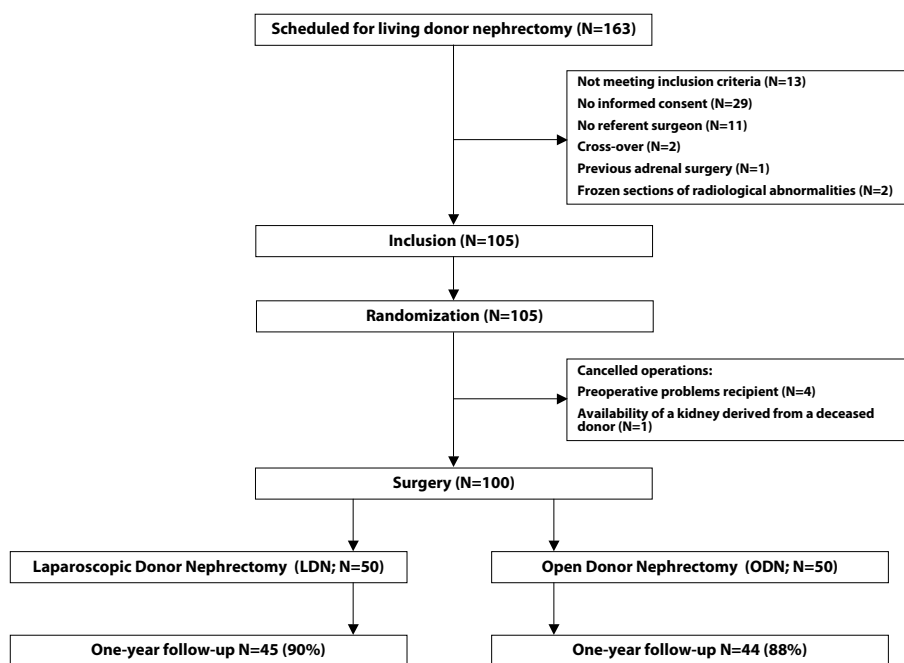 Scheduled for living donor nephrectomy (N=163)
Not meeting inclusion criteria (N=13)
No informed consent (N=29)
No referent surgeon (N=11)
Cross-over (N=2)
Previous adrenal surgery (N=1)
Frozen sections of radiological abnormalities (N=2)
Inclusion (N=105)
Randomization (N=105)
Cancelled operations:
Preoperative problems recipient (N=4)
Availability of a kidney derived from a deceased
donor (N=1)
Surgery (N=100)
Laparoscopic Donor Nephrectomy (LDN; N=50)
Open Donor Nephrectomy (ODN; N=50)
One-year follow-up N=45 (90%)
One-year follow-up N=44 (88%)